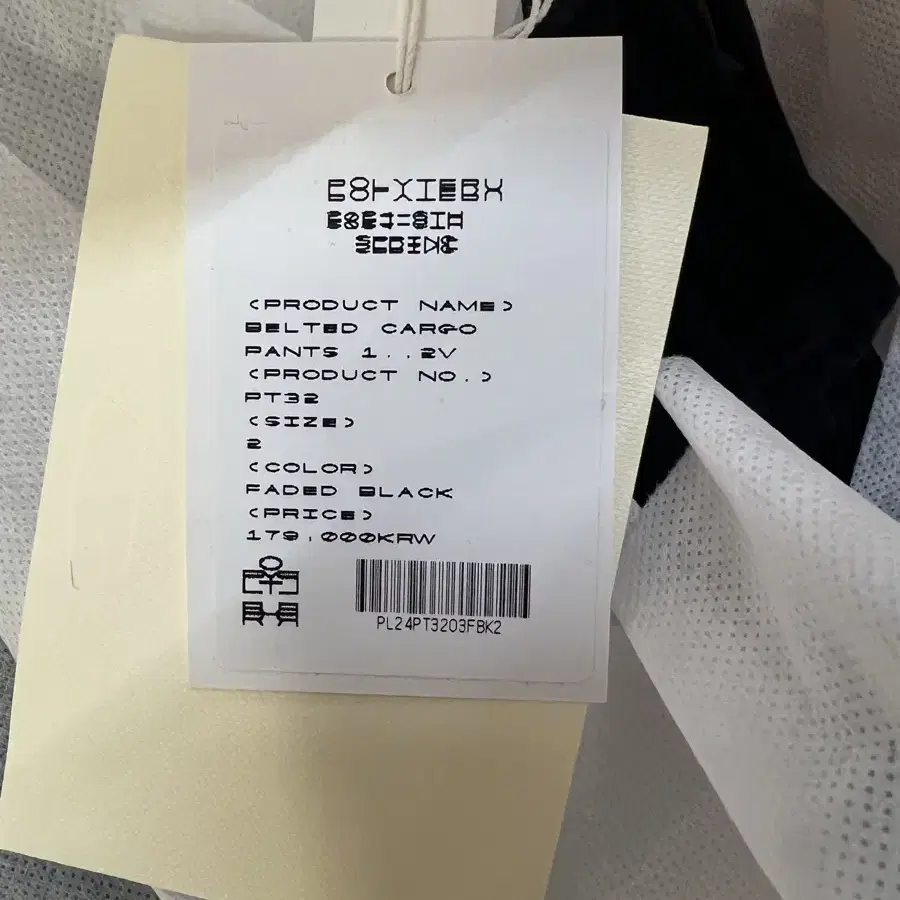 <PRODUCT NAME>
BELTED CARGO
PANTS 1..2V
<PRODUCT NO.>
PT32
<SIZE>
2
<COLOR>
FADED BLACK
<PRICE>
179,000KRW
PL24PT3203FBK2